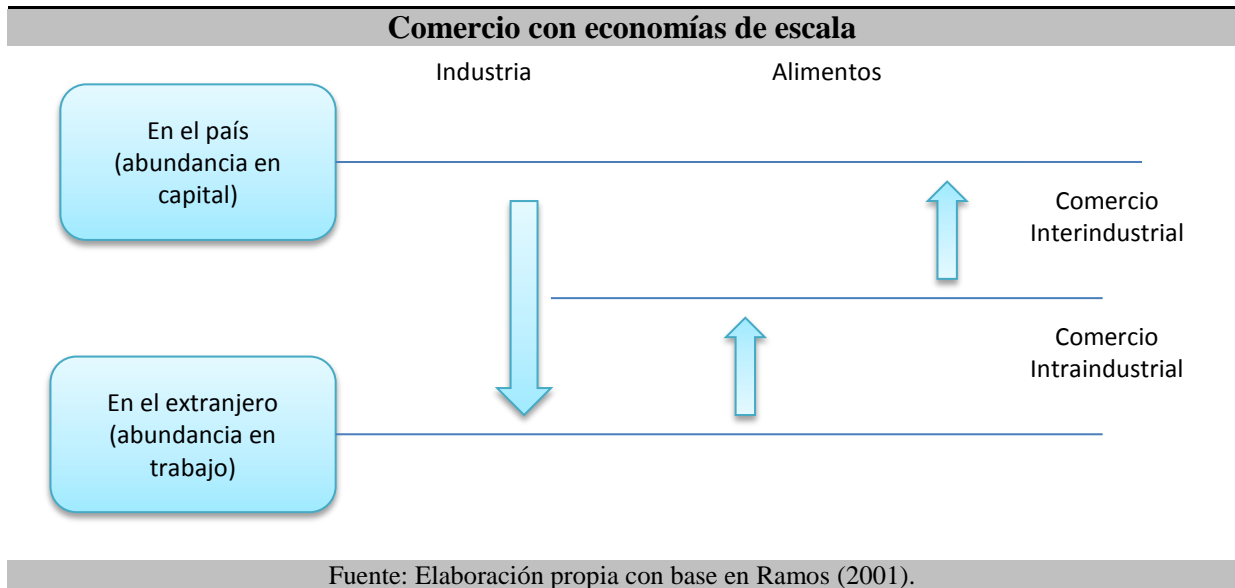 Comercio con economías de escala
Industria
Alimentos
En el país
(abundancia en
capital)
Comercio
Interindustrial
Comercio
Intraindustrial
En el extranjero
(abundancia en
trabajo)
Fuente: Elaboración propia con base en Ramos (2001).